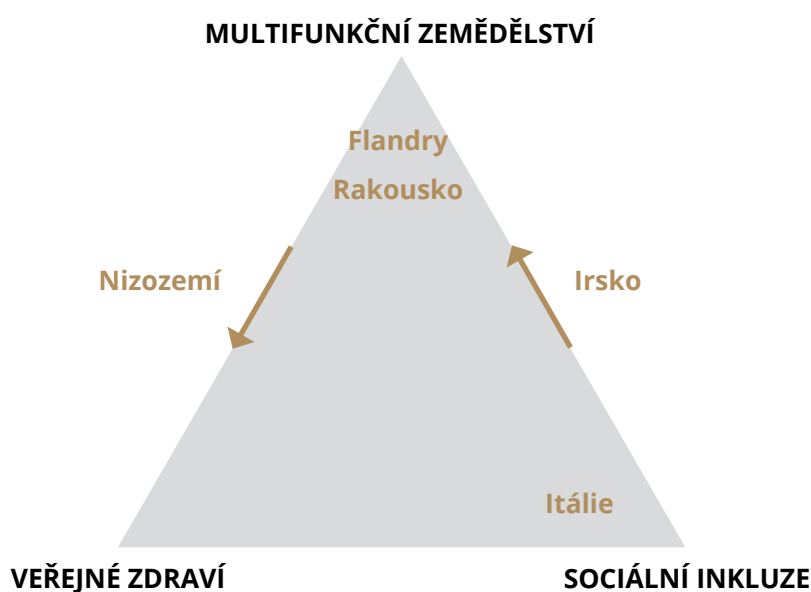 MULTIFUNKČNÍ ZEMĚDĚLSTVÍ
Flandry
Rakousko
Nizozemí
Irsko
Itálie
VEŘEJNÉ ZDRAVÍ
SOCIÁLNÍ INKLUZE